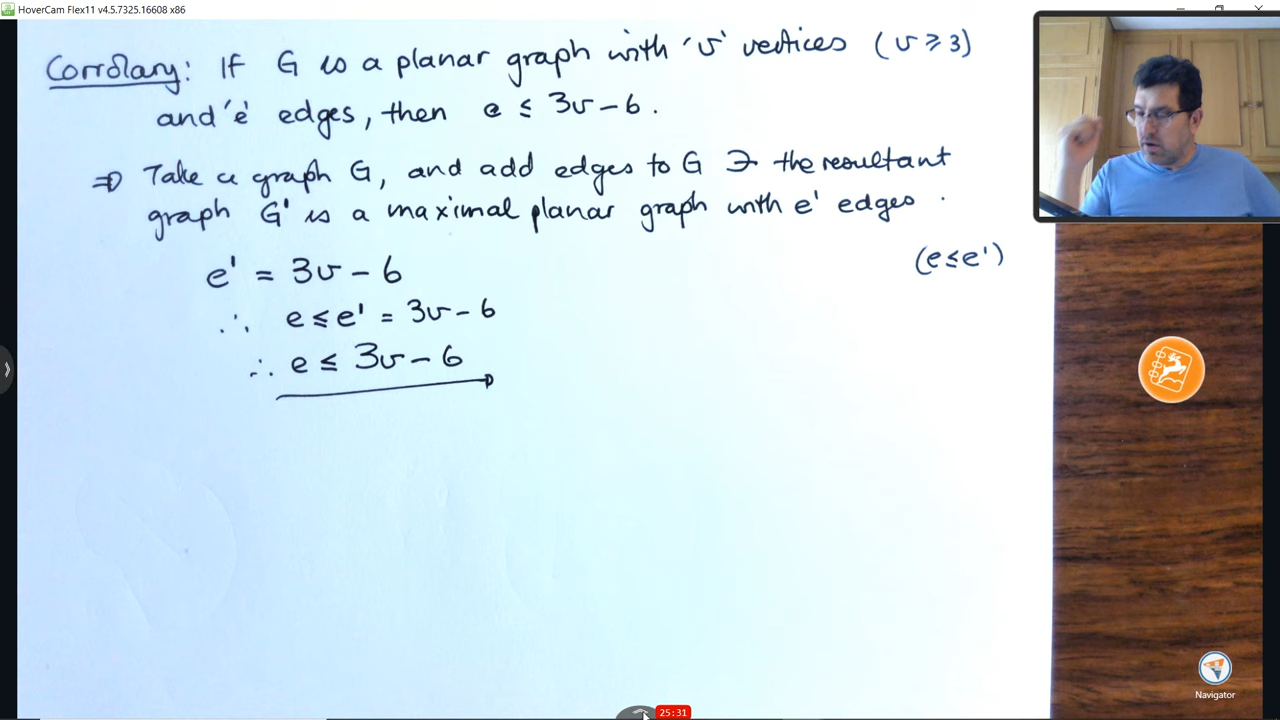 HoverCam Flex11 v4.5.7325.16608 x86
Corrolary: If G is a planar graph with 'v' vertices (v ≥ 3)
and 'e' edges, then e ≤ 3v - 6.
⇒ Take a graph G, and add edges to G ∋ the resultant
graph G' is a maximal planar graph with e' edges.
(e ≤ e')
e' = 3v - 6
∴ e ≤ e' = 3v - 6
∴ e ≤ 3v - 6
Navigator
25:31